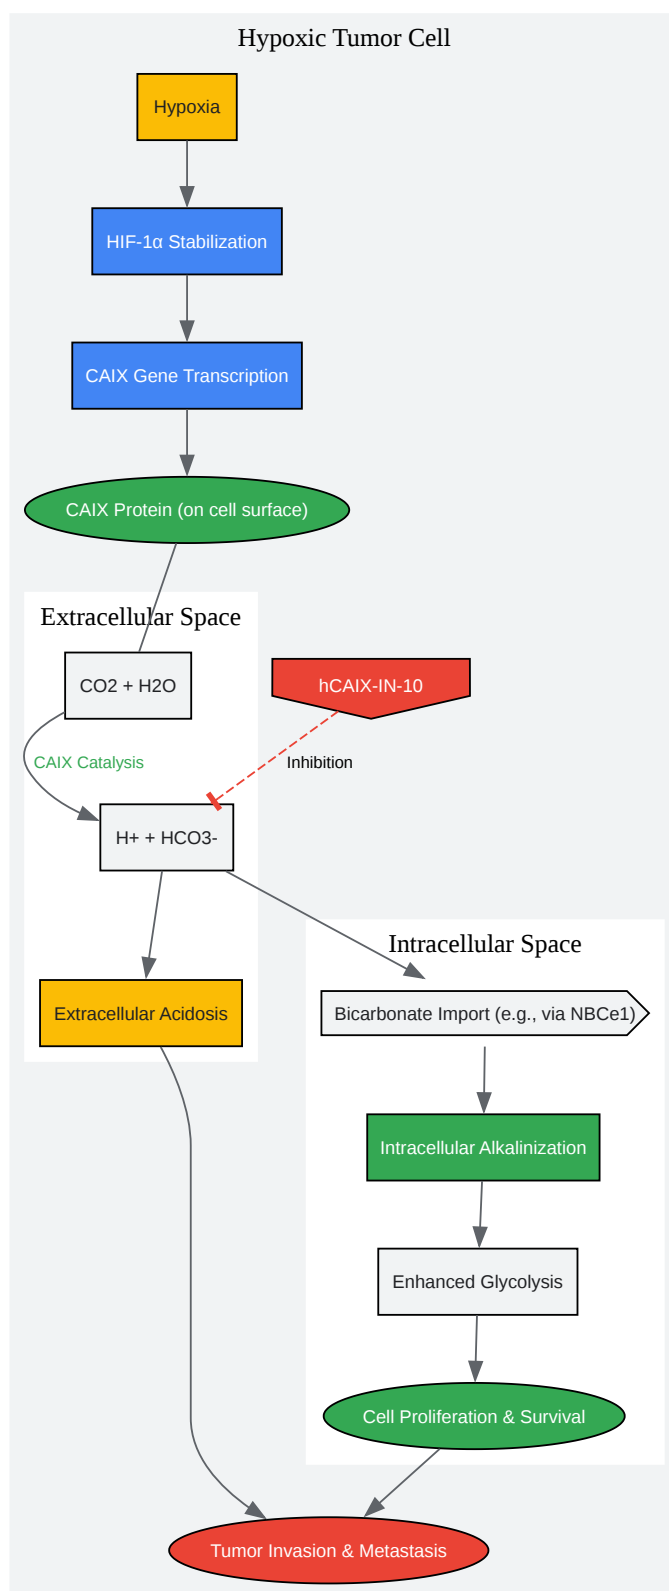 Hypoxic Tumor Cell
Hypoxia
HIF-1α Stabilization
CAIX Gene Transcription
CAIX Protein (on cell surface)
Extracellular Space
CO2 + H2O
hCAIX-IN-10
CAIX Catalysis
Inhibition
H+ + HCO3-
Intracellular Space
Extracellular Acidosis
Bicarbonate Import (e.g., via NBCe1)
Intracellular Alkalinization
Enhanced Glycolysis
Cell Proliferation & Survival
Tumor Invasion & Metastasis